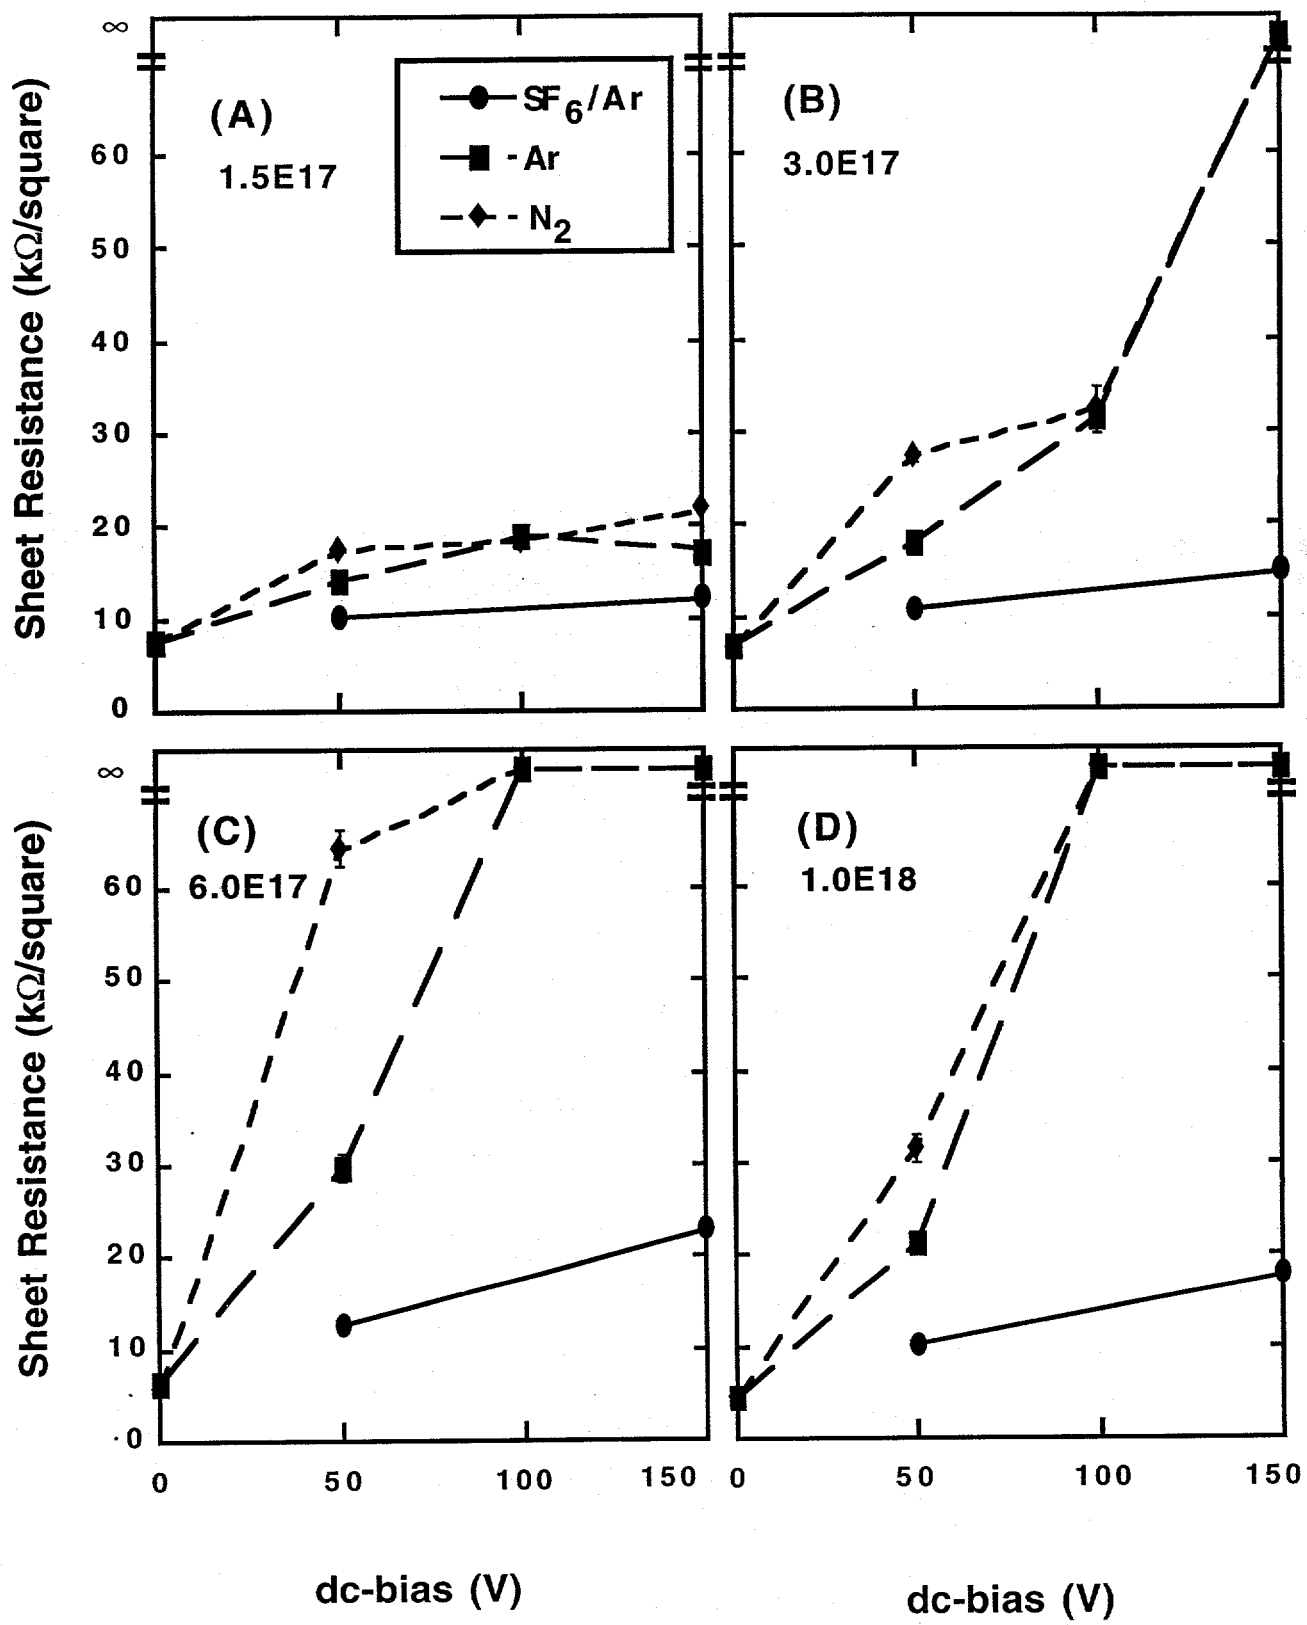 ∞
60
50
40
30
20
10
0
Sheet Resistance (kΩ/square)
(A)
1.5E17
SF6/Ar
Ar
N2
(B)
3.0E17
∞
60
50
40
30
20
10
0
Sheet Resistance (kΩ/square)
(C)
6.0E17
(D)
1.0E18
0 50 100 150
0 50 100 150
dc-bias (V)
dc-bias (V)